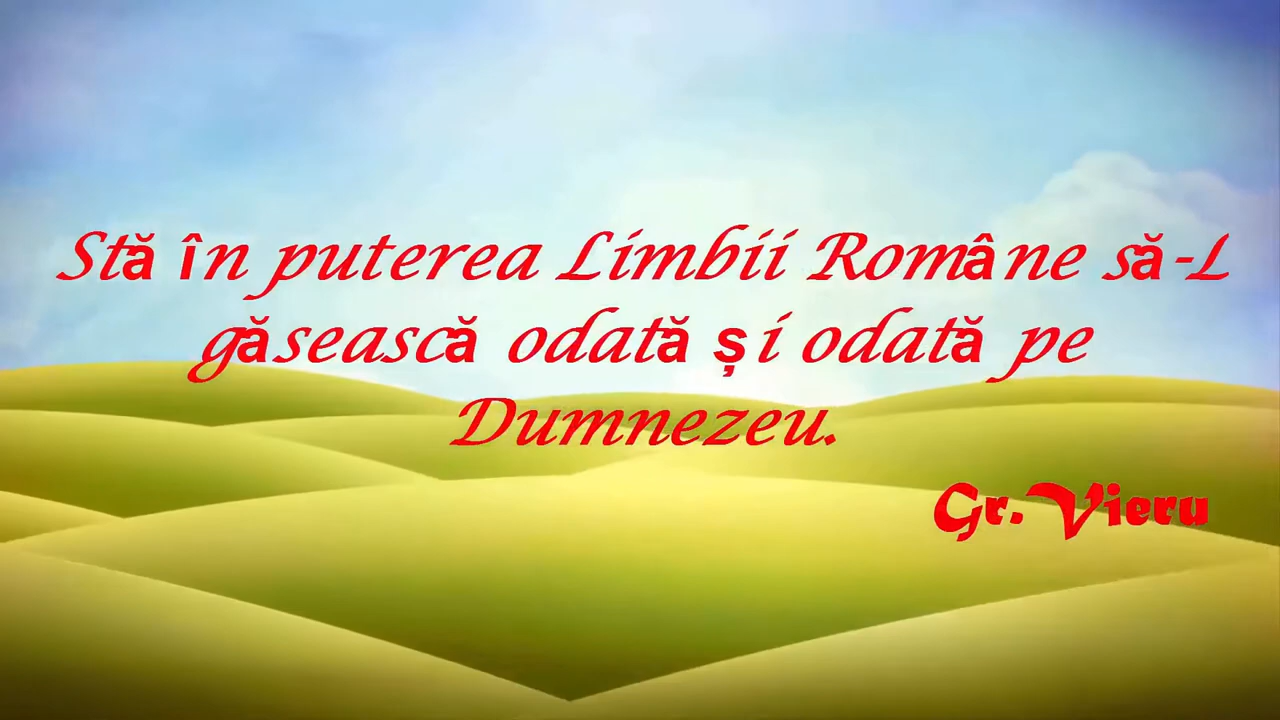 Stă în puterea Limbii Române să-L
găsească odată și odată pe
Dumnezeu.
Gr. Vieru